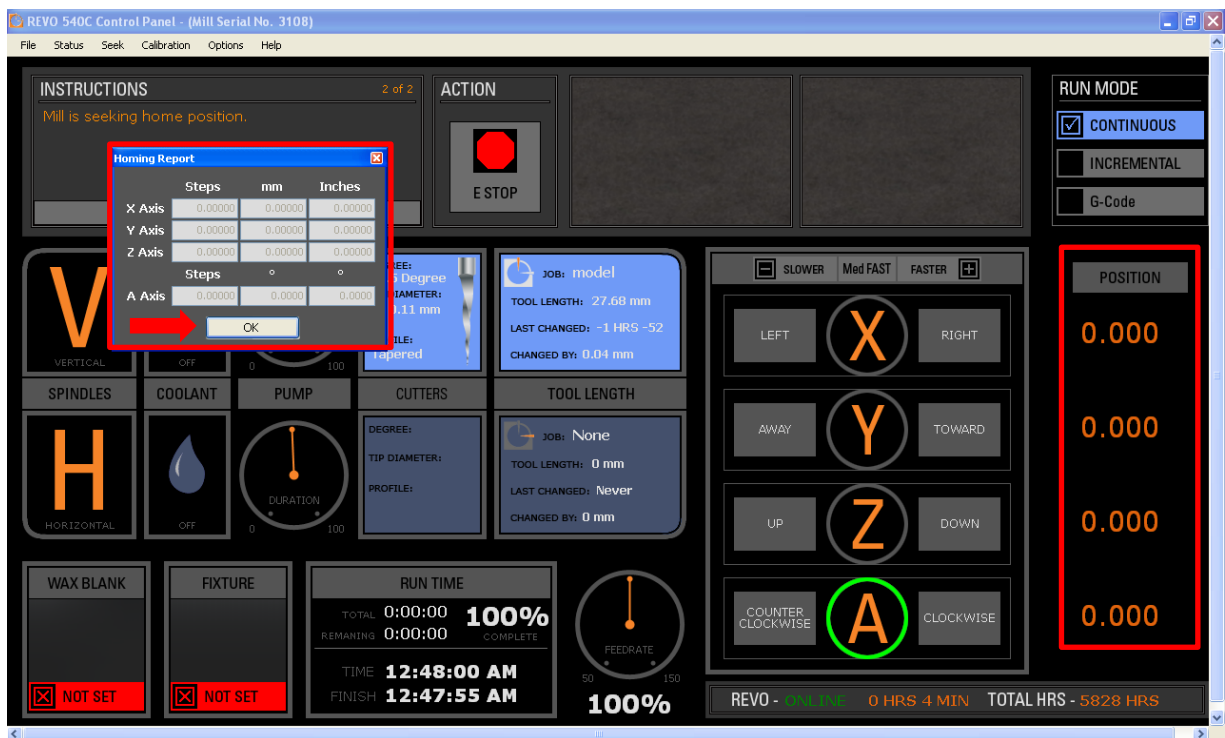 REVO 540C Control Panel - (Mill Serial No. 3108)
File Status Seek Calibration Options Help
INSTRUCTIONS 2 of 2
Mill is seeking home position.
ACTION
E STOP
RUN MODE
CONTINUOUS
INCREMENTAL
G-Code
Homing Report
Steps mm Inches
X Axis 0.00000 0.00000 0.00000
Y Axis 0.00000 0.00000 0.00000
Z Axis 0.00000 0.00000 0.00000
Steps ° °
A Axis 0.00000 0.0000 0.0000
OK
V
VERTICAL
OFF
0 100
Degree
0.11 mm
Tapered
JOB: model
TOOL LENGTH: 27.68 mm
LAST CHANGED: -1 HRS -52
CHANGED BY: 0.04 mm
SPINDLES COOLANT PUMP CUTTERS TOOL LENGTH
H
HORIZONTAL
OFF
DURATION
0 100
DEGREE:
TIP DIAMETER:
PROFILE:
JOB: None
TOOL LENGTH: 0 mm
LAST CHANGED: Never
CHANGED BY: 0 mm
SLOWER Med FAST FASTER
LEFT X RIGHT
AWAY Y TOWARD
UP Z DOWN
COUNTER
CLOCKWISE A CLOCKWISE
POSITION
0.000
0.000
0.000
0.000
WAX BLANK
NOT SET
FIXTURE
NOT SET
RUN TIME
TOTAL 0:00:00
REMANING 0:00:00
100%
COMPLETE
TIME 12:48:00 AM
FINISH 12:47:55 AM
FEEDRATE
50 150
100%
REVO - ONLINE 0 HRS 4 MIN TOTAL HRS - 5828 HRS